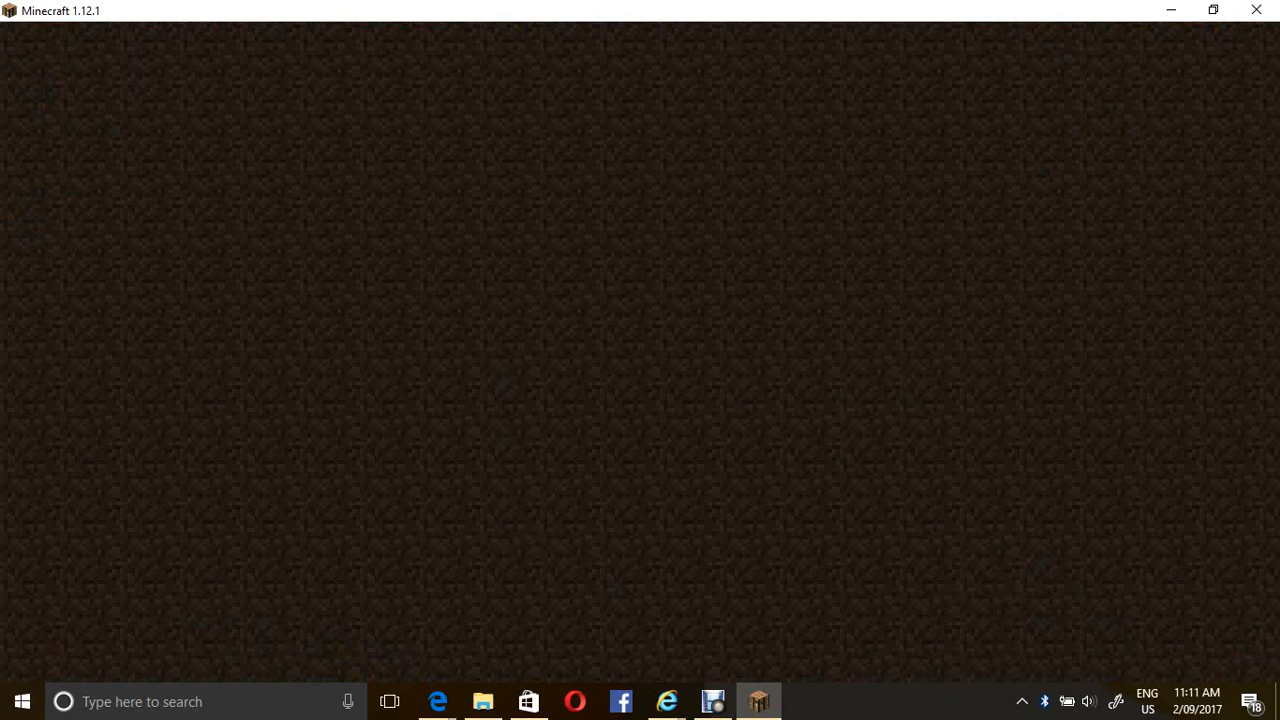 Minecraft 1.12.1
Type here to search
ENG
US
11:11 AM
2/09/2017
18